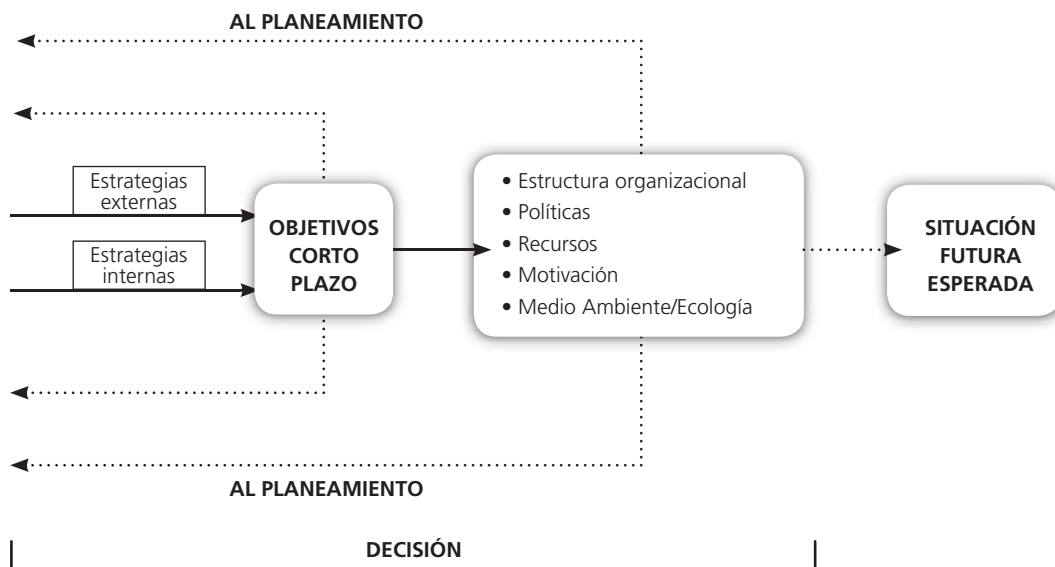 AL PLANEAMIENTO
Estrategias
externas
Estrategias
internas
OBJETIVOS
CORTO
PLAZO
• Estructura organizacional
• Políticas
• Recursos
• Motivación
• Medio Ambiente/Ecología
SITUACIÓN
FUTURA
ESPERADA
AL PLANEAMIENTO
DECISIÓN